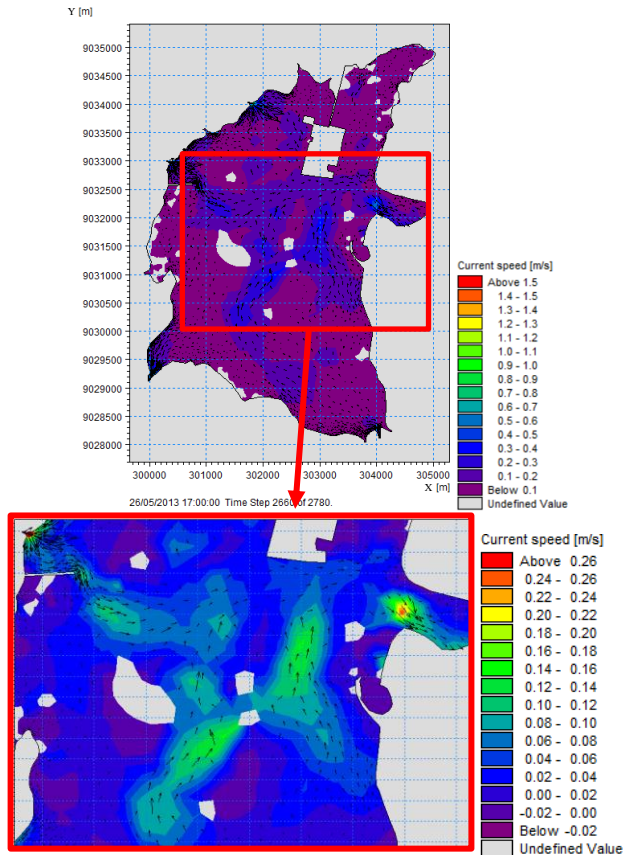 Y [m]
9035000
9034500
9034000
9033500
9033000
9032500
9032000
9031500
9031000
9030500
9030000
9029500
9029000
9028500
9028000
300000 301000 302000 303000 304000 305000
X [m]
26/05/2013 17:00:00 Time Step 2660 of 2780.
Current speed [m/s]
Above 1.5
1.4 - 1.5
1.3 - 1.4
1.2 - 1.3
1.1 - 1.2
1.0 - 1.1
0.9 - 1.0
0.8 - 0.9
0.7 - 0.8
0.6 - 0.7
0.5 - 0.6
0.4 - 0.5
0.3 - 0.4
0.2 - 0.3
0.1 - 0.2
Below 0.1
Undefined Value
Current speed [m/s]
Above 0.26
0.24 - 0.26
0.22 - 0.24
0.20 - 0.22
0.18 - 0.20
0.16 - 0.18
0.14 - 0.16
0.12 - 0.14
0.10 - 0.12
0.08 - 0.10
0.06 - 0.08
0.04 - 0.06
0.02 - 0.04
0.00 - 0.02
-0.02 - 0.00
Below -0.02
Undefined Value